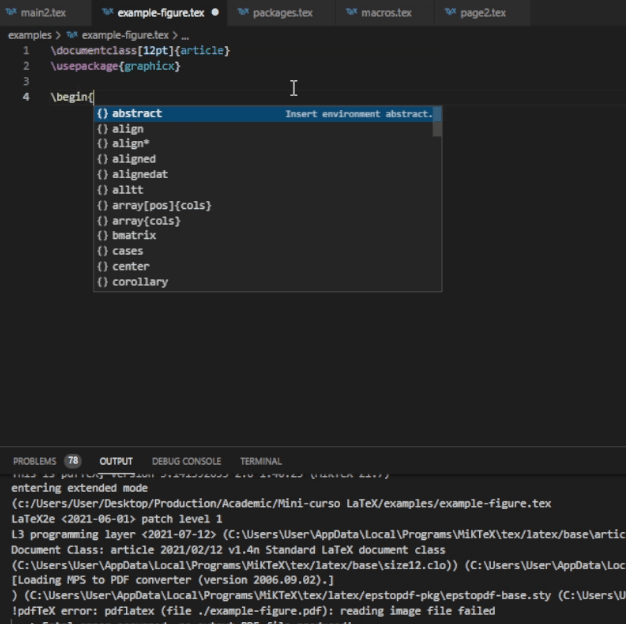 main2.tex example-figure.tex packages.tex macros.tex page2.tex
examples > example-figure.tex > ...
1 \documentclass[12pt]{article}
2 \usepackage{graphicx}
3
4 \begin{
{} abstract Insert environment abstract.
{} align
{} align*
{} aligned
{} alignedat
{} alltt
{} array[pos]{cols}
{} array{cols}
{} bmatrix
{} cases
{} center
{} corollary
PROBLEMS 78 OUTPUT DEBUG CONSOLE TERMINAL
entering extended mode
(c:/Users/User/Desktop/Production/Academic/Mini-curso LaTeX/examples/example-figure.tex
LaTeX2e <2021-06-01> patch level 1
L3 programming layer <2021-07-12> (C:\Users\User\AppData\Local\Programs\MiKTeX\tex/latex/base\artic
Document Class: article 2021/02/12 v1.4n Standard LaTeX document class
(C:\Users\User\AppData\Local\Programs\MiKTeX\tex/latex/base\size12.clo)) (C:\Users\User\AppData\Loc
[Loading MPS to PDF converter (version 2006.09.02).]
) (C:\Users\User\AppData\Local\Programs\MiKTeX\tex/latex/epstopdf-pkg\epstopdf-base.sty (C:\Users\U
!pdfTeX error: pdflatex (file ./example-figure.pdf): reading image file failed